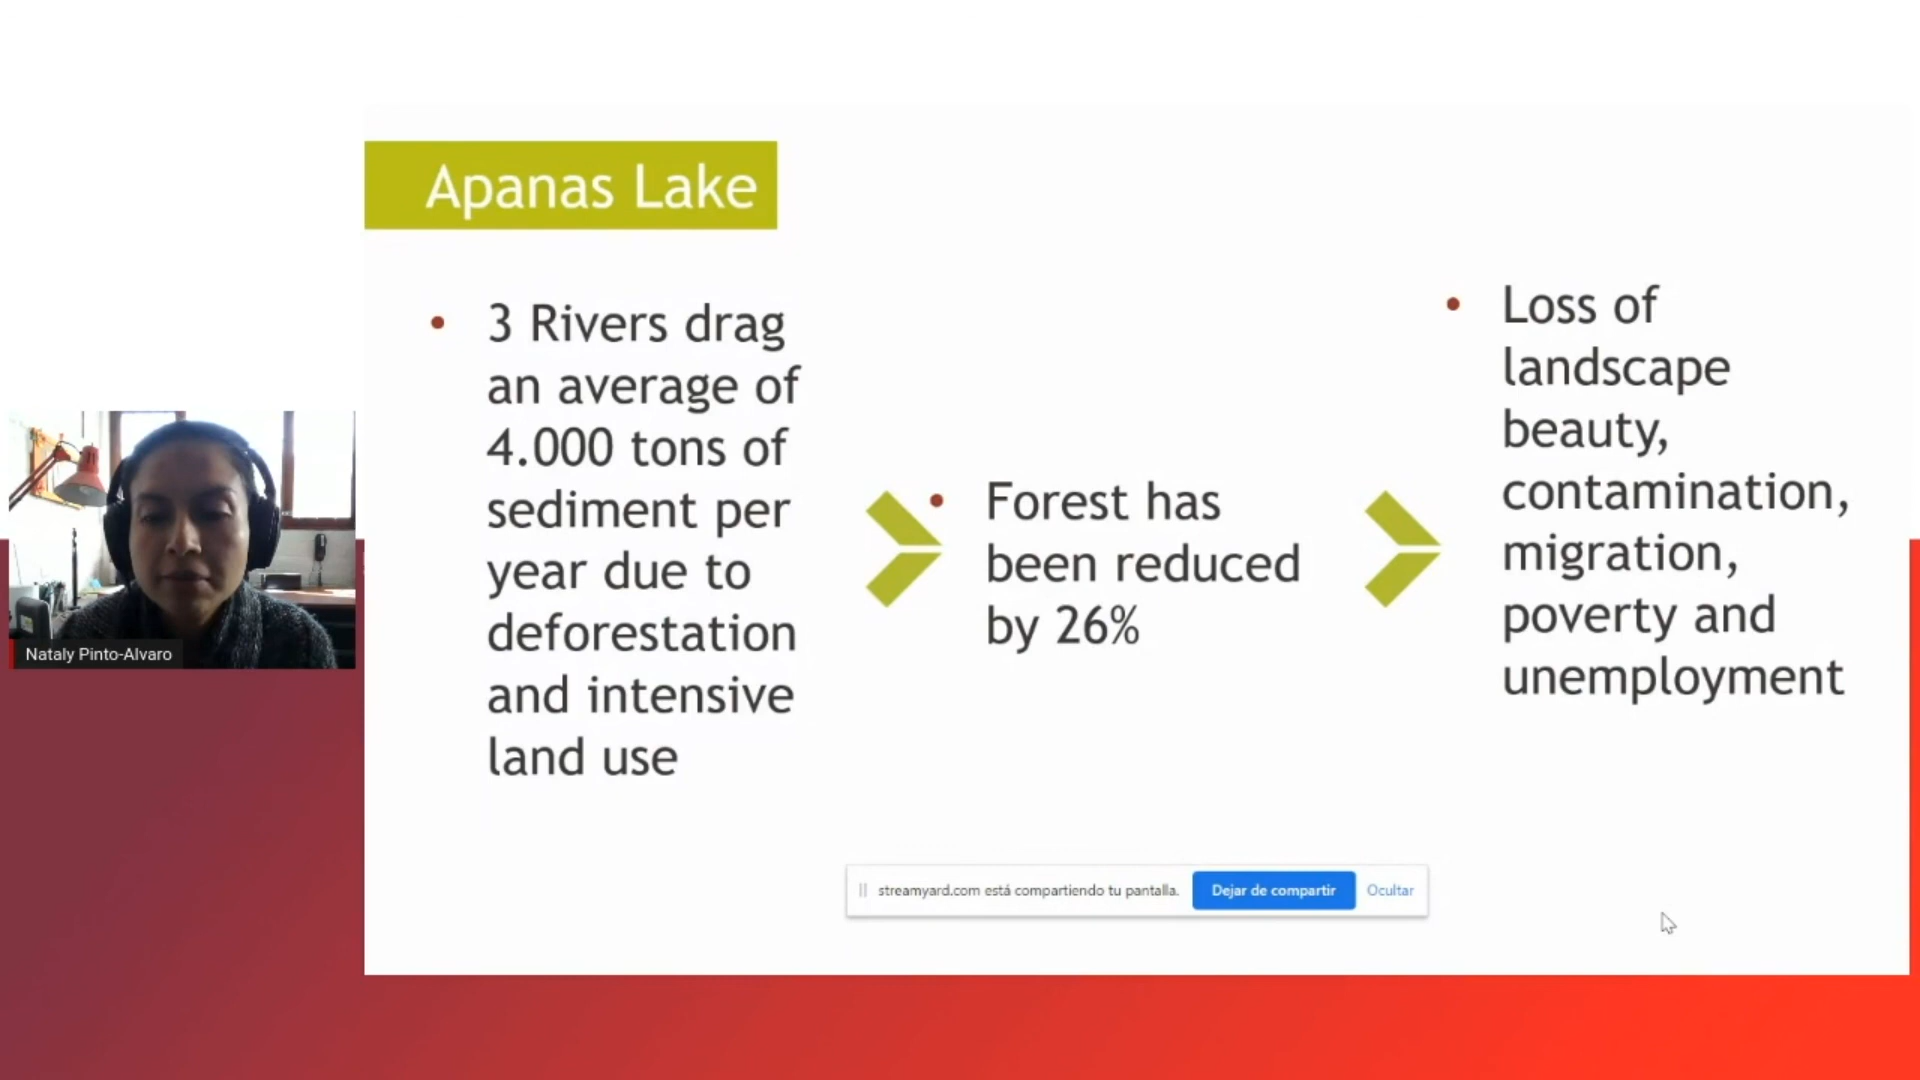 Apanas Lake
• 3 Rivers drag
an average of
4.000 tons of
sediment per
year due to
deforestation
and intensive
land use
• Forest has
been reduced
by 26%
• Loss of
landscape
beauty,
contamination,
migration,
poverty and
unemployment
Nataly Pinto-Alvaro
streamyard.com está compartiendo tu pantalla. Dejar de compartir Ocultar